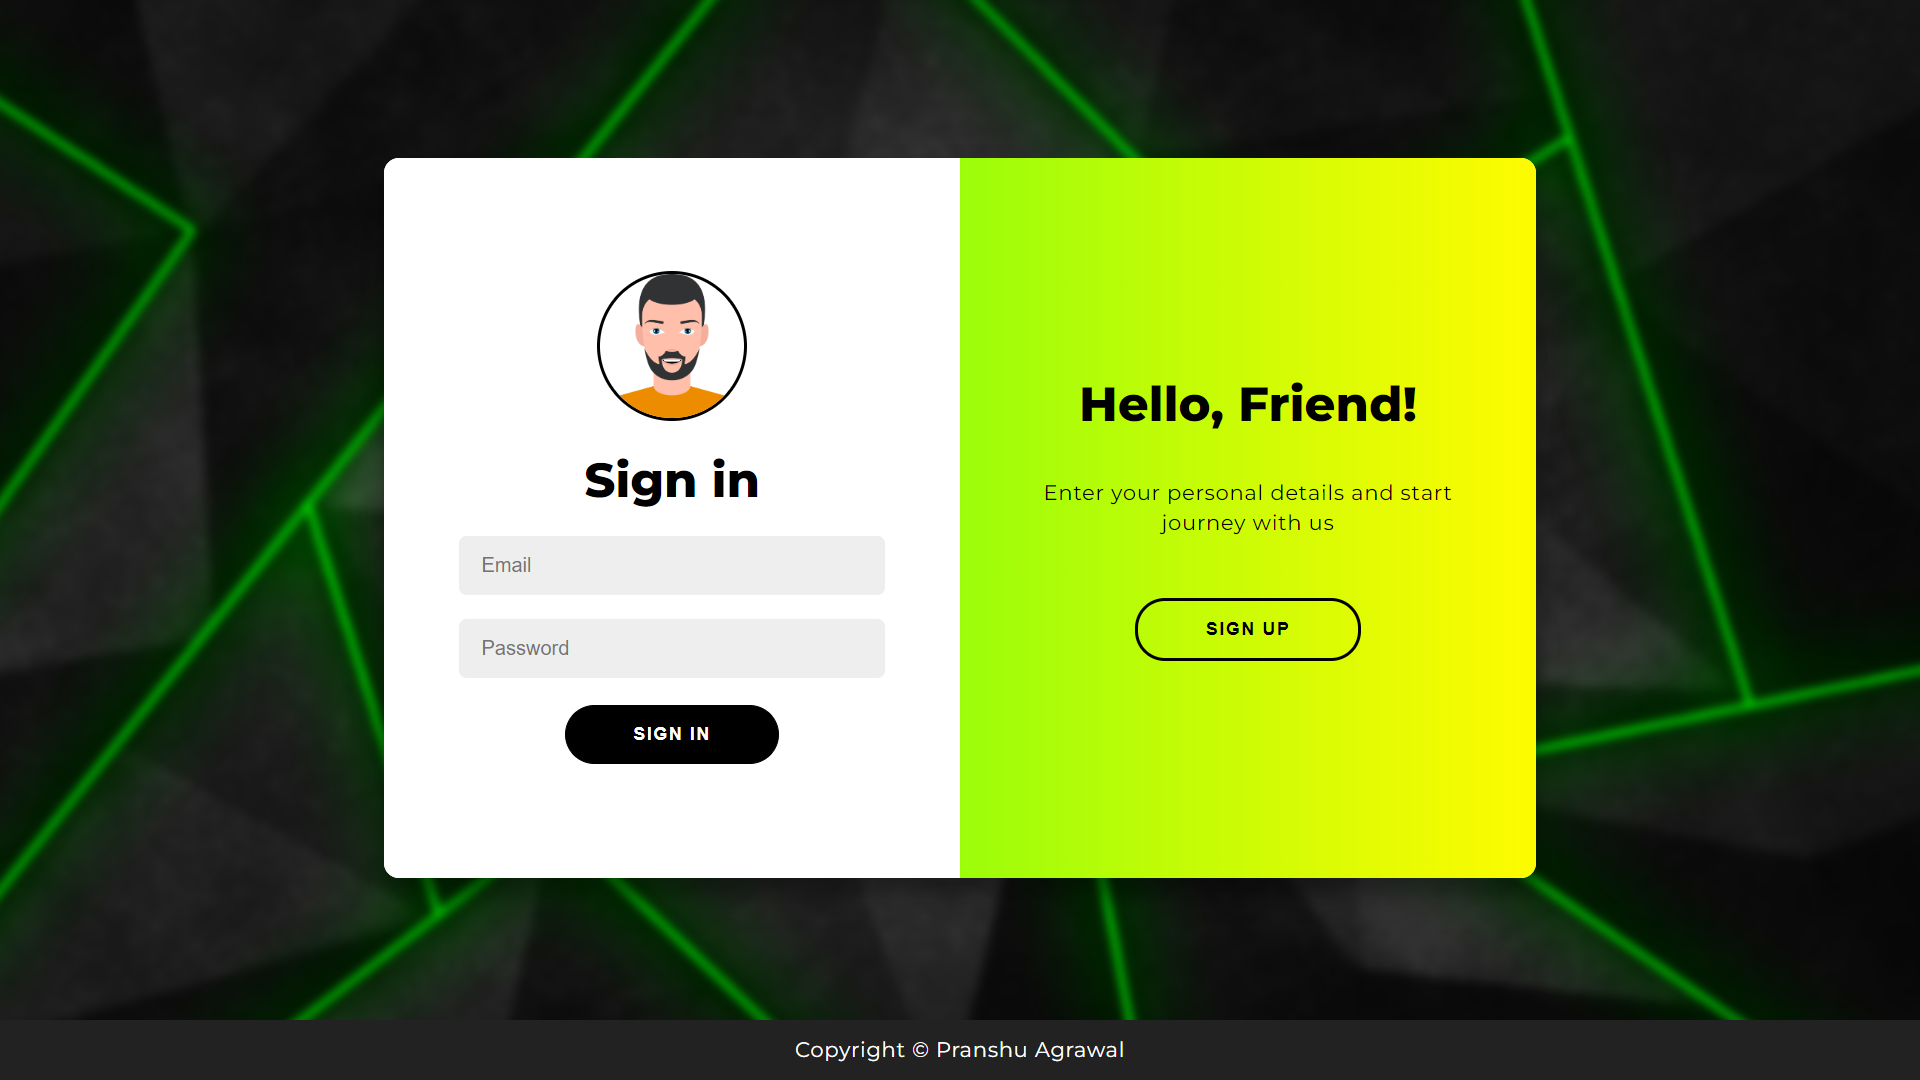 Sign in
Email
Password
SIGN IN
Hello, Friend!
Enter your personal details and start
journey with us
SIGN UP
Copyright © Pranshu Agrawal